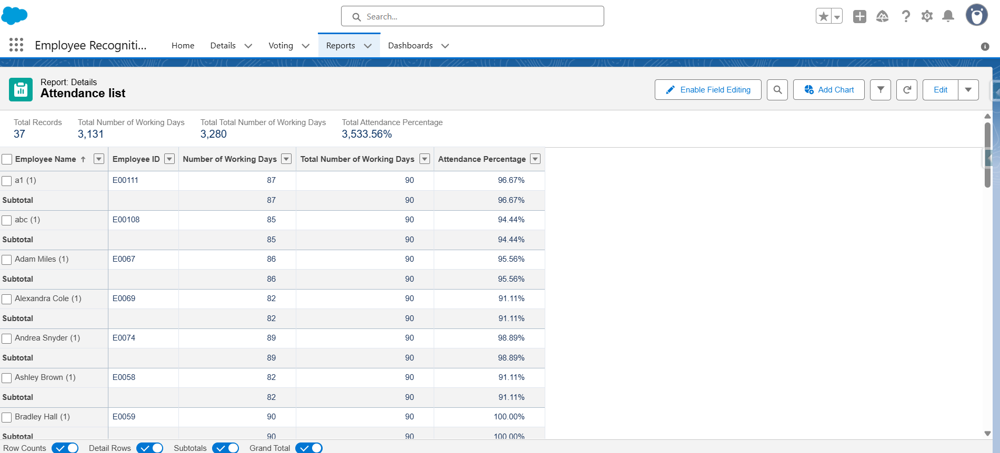 Search...
Employee Recogniti...
Home
Details
Voting
Reports
Dashboards
Report: Details
Attendance list
Enable Field Editing
Add Chart
Edit
Total Records
37
Total Number of Working Days
3,131
Total Total Number of Working Days
3,280
Total Attendance Percentage
3,533.56%
Employee Name ↑ Employee ID Number of Working Days Total Number of Working Days Attendance Percentage
a1 (1) E00111 87 90 96.67%
Subtotal 87 90 96.67%
abc (1) E00108 85 90 94.44%
Subtotal 85 90 94.44%
Adam Miles (1) E0067 86 90 95.56%
Subtotal 86 90 95.56%
Alexandra Cole (1) E0069 82 90 91.11%
Subtotal 82 90 91.11%
Andrea Snyder (1) E0074 89 90 98.89%
Subtotal 89 90 98.89%
Ashley Brown (1) E0058 82 90 91.11%
Subtotal 82 90 91.11%
Bradley Hall (1) E0059 90 90 100.00%
Subtotal 90 90 100.00%
Row Counts Detail Rows Subtotals Grand Total